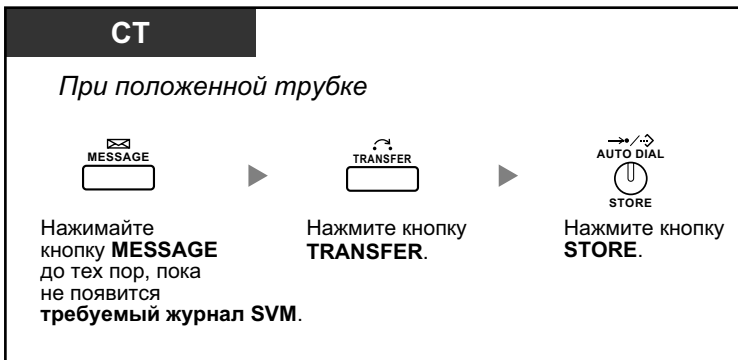 СТ
При положенной трубке
MESSAGE
TRANSFER
AUTO DIAL
STORE
Нажимайте
кнопку MESSAGE
до тех пор, пока
не появится
требуемый журнал SVM.
Нажмите кнопку
TRANSFER.
Нажмите кнопку
STORE.